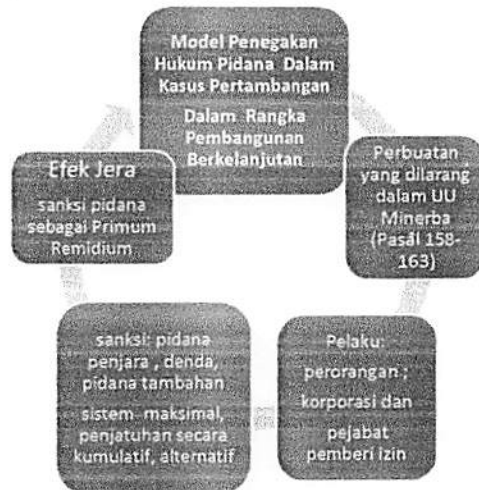 Model Penegakan
Hukum Pidana Dalam
Kasus Pertambangan
Dalam Rangka
Pembangunan
Berkelanjutan
Perbuatan
yang dilarang
dalam UU
Minerba
(Pasal 158-
163)
Pelaku:
perorangan ;
korporasi dan
pejabat
pemberi izin
sanksi: pidana
penjara , denda,
pidana tambahan
sistem maksimal,
penjatuhan secara
kumulatif, alternatif
Efek Jera
sanksi pidana
sebagai Primum
Remidium